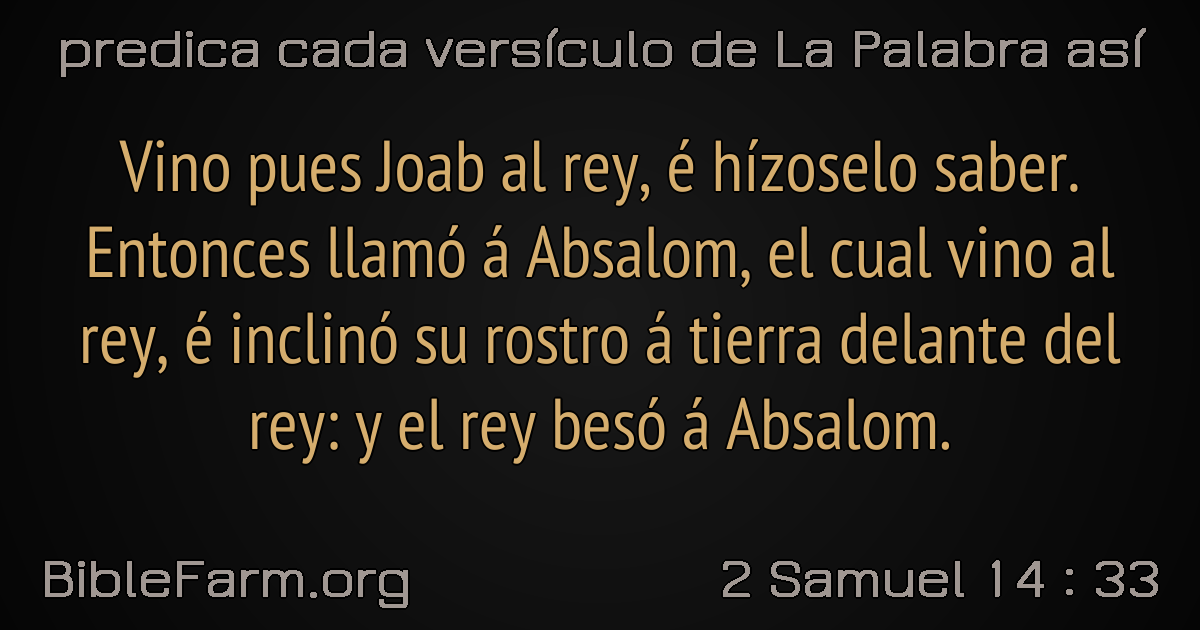 predica cada versículo de La Palabra así
Vino pues Joab al rey, é hízoselo saber.
Entonces llamó á Absalom, el cual vino al
rey, é inclinó su rostro á tierra delante del
rey: y el rey besó á Absalom.
BibleFarm.org
2 Samuel 14 : 33